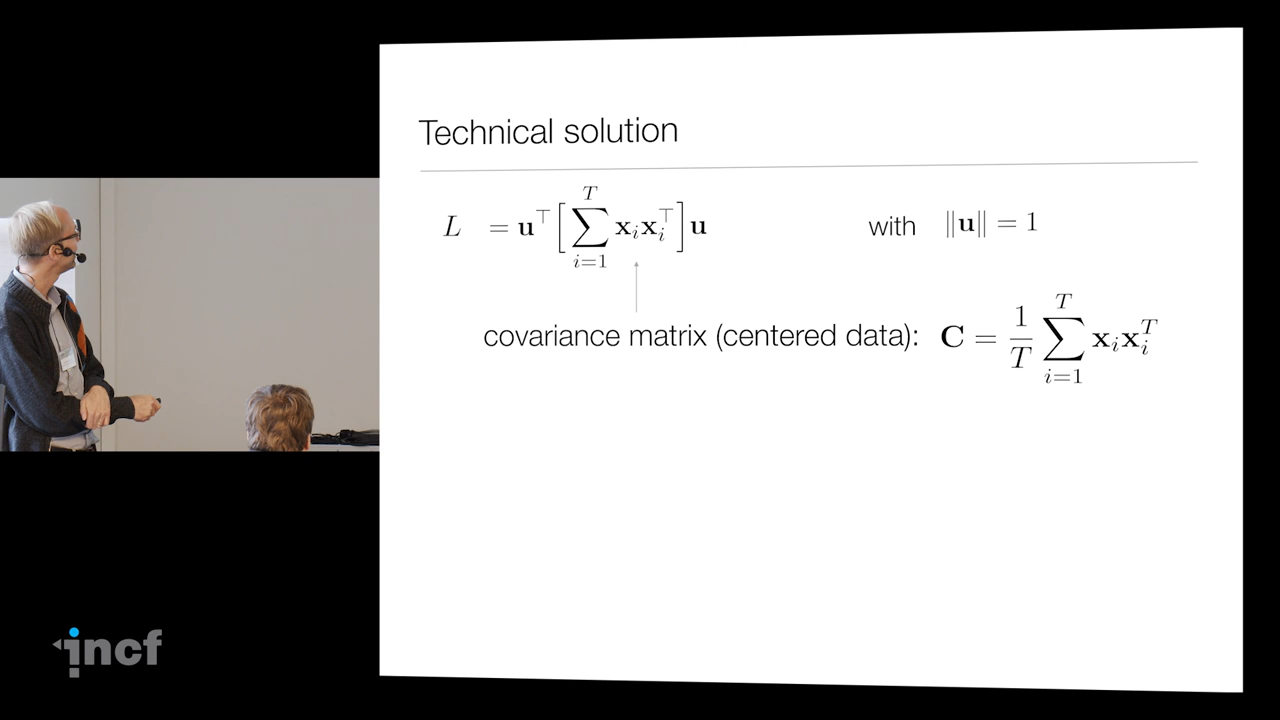 Technical solution
L = u⊤[∑_{i=1}^{T} x_i x_i⊤]u with ‖u‖ = 1
covariance matrix (centered data): C = 1/T ∑_{i=1}^{T} x_i x_i^T
incf